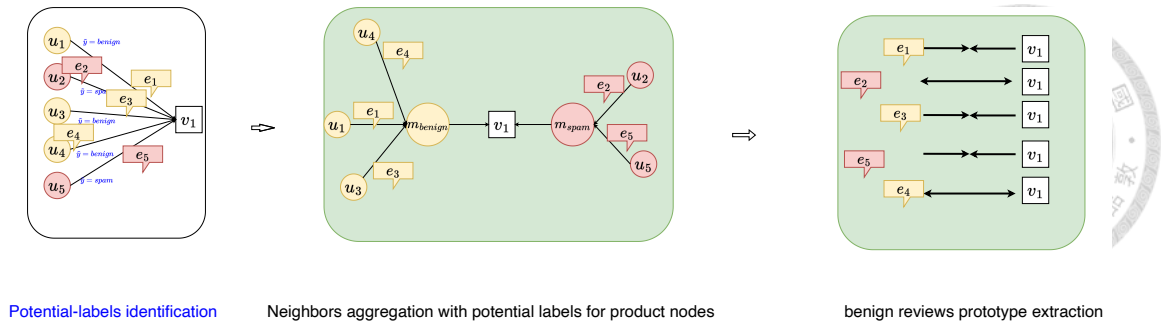 u1
ŷ = benign
e2
e1
u2
ŷ = spa
e3
u3
v1
ŷ = benign
e4
u4
ŷ = benign
e5
u5
ŷ = spam
u4
e4
u2
e2
u1
e1
mbenign
v1
mspam
e5
u5
e3
u3
e1
v1
e2
v1
e3
v1
e5
v1
e4
v1
國
教
Potential-labels identification
Neighbors aggregation with potential labels for product nodes
benign reviews prototype extraction